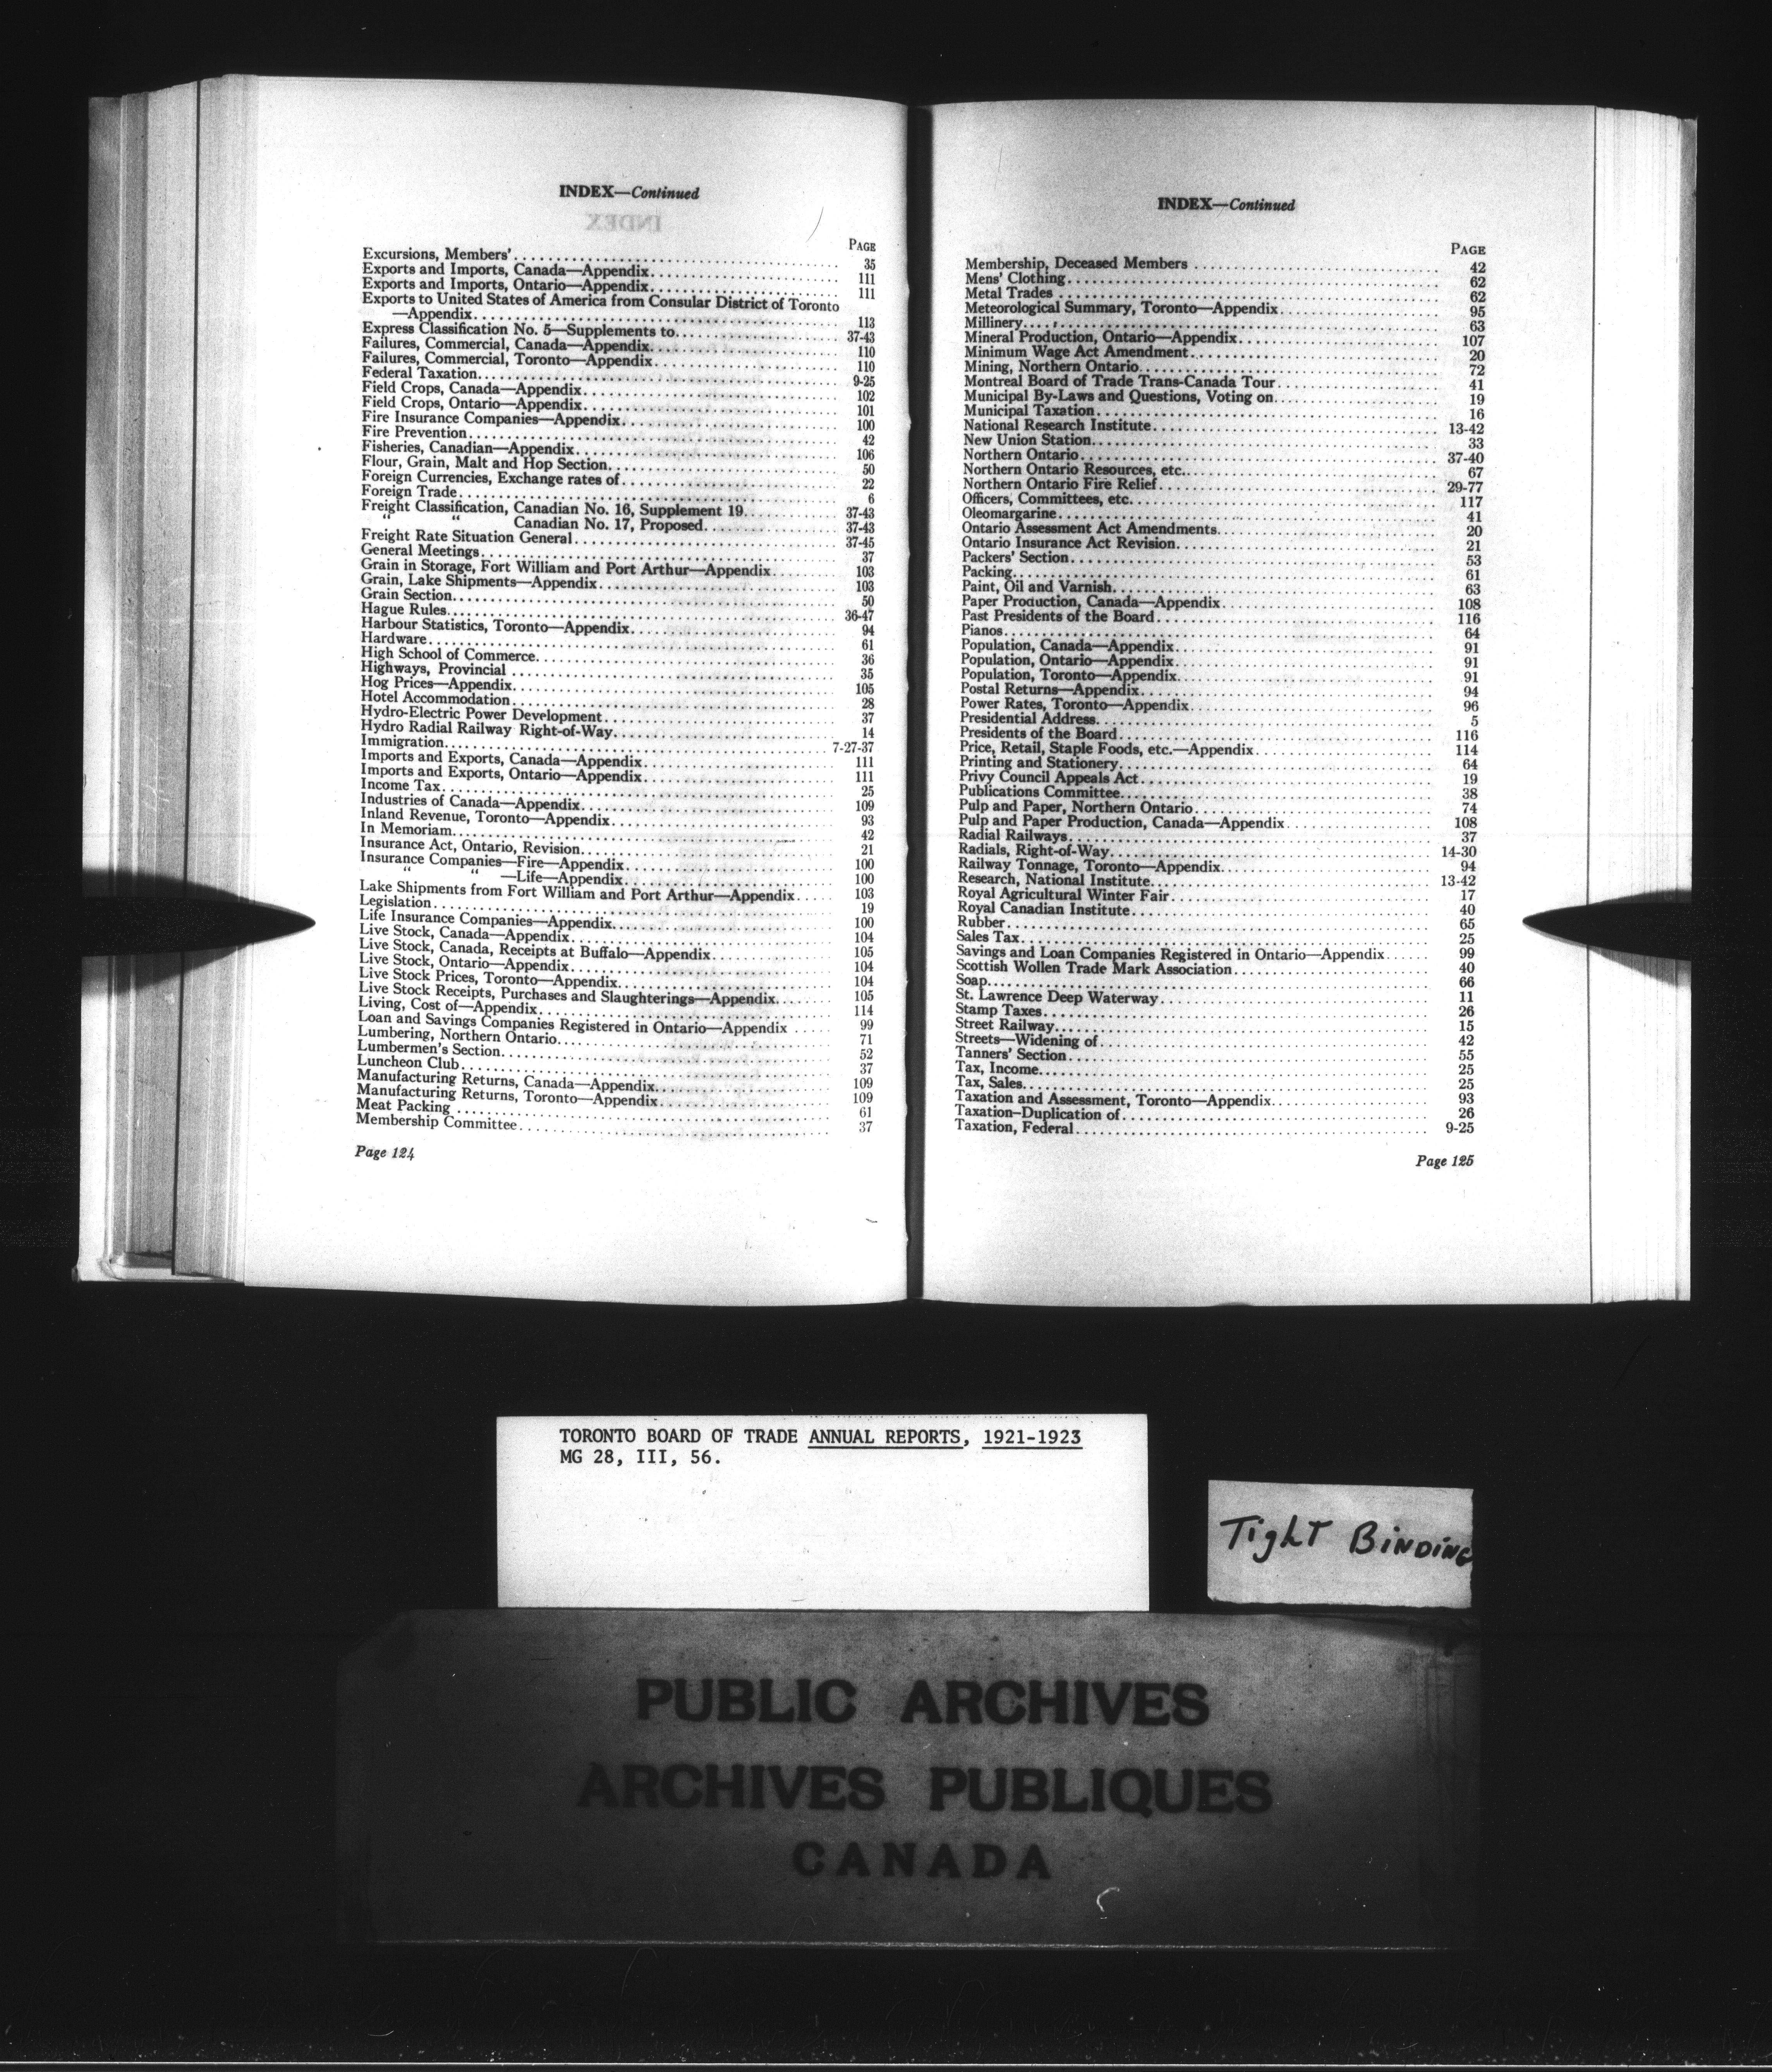 INDEX—Continued
PAGE
Excursions, Members' 35
Exports and Imports, Canada—Appendix 111
Exports and Imports, Ontario—Appendix 111
Exports to United States of America from Consular District of Toronto
—Appendix 113
Express Classification No. 5—Supplements to 37-43
Failures, Commercial, Canada—Appendix 110
Failures, Commercial, Toronto—Appendix 110
Federal Taxation 9-25
Field Crops, Canada—Appendix 102
Field Crops, Ontario—Appendix 101
Fire Insurance Companies—Appendix 100
Fire Prevention 42
Fisheries, Canadian—Appendix 106
Flour, Grain, Malt and Hop Section 50
Foreign Currencies, Exchange rates of 22
Foreign Trade 6
Freight Classification, Canadian No. 16, Supplement 19 37-43
" " Canadian No. 17, Proposed 37-43
Freight Rate Situation General 37-45
General Meetings 37
Grain in Storage, Fort William and Port Arthur—Appendix 103
Grain, Lake Shipments—Appendix 103
Grain Section 50
Hague Rules 36-47
Harbour Statistics, Toronto—Appendix 94
Hardware 61
High School of Commerce 36
Highways, Provincial 35
Hog Prices—Appendix 105
Hotel Accommodation 28
Hydro-Electric Power Development 37
Hydro Radial Railway Right-of-Way 14
Immigration 7-27-37
Imports and Exports, Canada—Appendix 111
Imports and Exports, Ontario—Appendix 111
Income Tax 25
Industries of Canada—Appendix 109
Inland Revenue, Toronto—Appendix 93
In Memoriam 42
Insurance Act, Ontario, Revision 21
Insurance Companies—Fire—Appendix 100
" " —Life—Appendix 100
Lake Shipments from Fort William and Port Arthur—Appendix 103
Legislation 19
Life Insurance Companies—Appendix 100
Live Stock, Canada—Appendix 104
Live Stock, Canada, Receipts at Buffalo—Appendix 105
Live Stock, Ontario—Appendix 104
Live Stock Prices, Toronto—Appendix 104
Live Stock Receipts, Purchases and Slaughterings—Appendix 105
Living, Cost of—Appendix 114
Loan and Savings Companies Registered in Ontario—Appendix 99
Lumbering, Northern Ontario 71
Lumbermen's Section 52
Luncheon Club 37
Manufacturing Returns, Canada—Appendix 109
Manufacturing Returns, Toronto—Appendix 109
Meat Packing 61
Membership Committee 37
Page 124
INDEX—Continued
PAGE
Membership, Deceased Members 42
Mens' Clothing 62
Metal Trades 62
Meteorological Summary, Toronto—Appendix 95
Millinery 63
Mineral Production, Ontario—Appendix 107
Minimum Wage Act Amendment 20
Mining, Northern Ontario 72
Montreal Board of Trade Trans-Canada Tour 41
Municipal By-Laws and Questions, Voting on 19
Municipal Taxation 16
National Research Institute 13-42
New Union Station 33
Northern Ontario 37-40
Northern Ontario Resources, etc. 67
Northern Ontario Fire Relief 29-77
Officers, Committees, etc. 117
Oleomargarine 41
Ontario Assessment Act Amendments 20
Ontario Insurance Act Revision 21
Packers' Section 53
Packing 61
Paint, Oil and Varnish 63
Paper Production, Canada—Appendix 108
Past Presidents of the Board 116
Pianos 64
Population, Canada—Appendix 91
Population, Ontario—Appendix 91
Population, Toronto—Appendix 91
Postal Returns—Appendix 94
Power Rates, Toronto—Appendix 96
Presidential Address 5
Presidents of the Board 116
Price, Retail, Staple Foods, etc.—Appendix 114
Printing and Stationery 64
Privy Council Appeals Act 19
Publications Committee 38
Pulp and Paper, Northern Ontario 74
Pulp and Paper Production, Canada—Appendix 108
Radial Railways 37
Radials, Right-of-Way 14-30
Railway Tonnage, Toronto—Appendix 94
Research, National Institute 13-42
Royal Agricultural Winter Fair 17
Royal Canadian Institute 40
Rubber 65
Sales Tax 25
Savings and Loan Companies Registered in Ontario—Appendix 99
Scottish Wollen Trade Mark Association 40
Soap 66
St. Lawrence Deep Waterway 11
Stamp Taxes 26
Street Railway 15
Streets—Widening of 42
Tanners' Section 55
Tax, Income 25
Tax, Sales 25
Taxation and Assessment, Toronto—Appendix 93
Taxation—Duplication of 26
Taxation, Federal 9-25
Page 125
TORONTO BOARD OF TRADE ANNUAL REPORTS, 1921-1923
MG 28, III, 56.
Tight Binding
PUBLIC ARCHIVES
ARCHIVES PUBLIQUES
CANADA